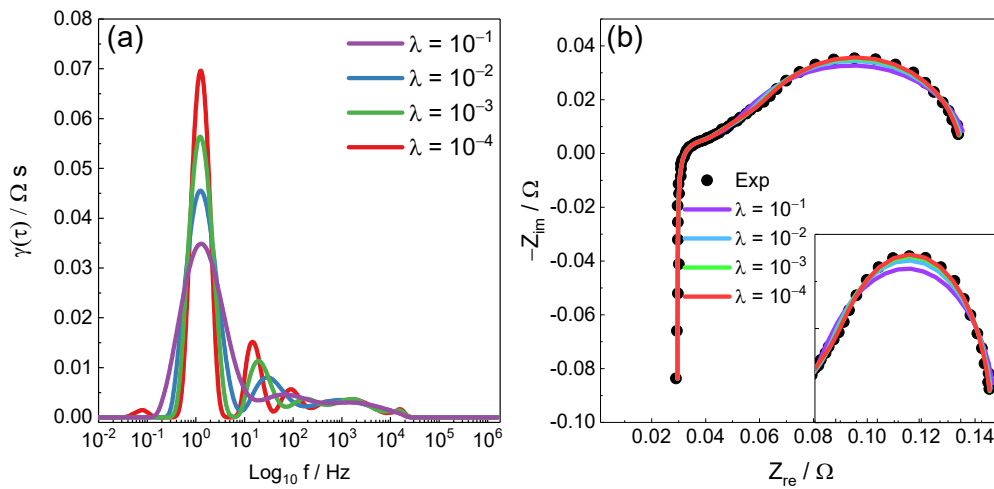 (a)
λ = 10⁻¹
λ = 10⁻²
λ = 10⁻³
λ = 10⁻⁴
0.08
0.07
0.06
0.05
0.04
0.03
0.02
0.01
0.00
γ(τ) / Ω s
10⁻² 10⁻¹ 10⁰ 10¹ 10² 10³ 10⁴ 10⁵ 10⁶
Log₁₀ f / Hz
(b)
0.04
0.02
0.00
-0.02
-0.04
-0.06
-0.08
-0.10
−Z_im / Ω
Exp
λ = 10⁻¹
λ = 10⁻²
λ = 10⁻³
λ = 10⁻⁴
0.02 0.04 0.06 0.08 0.10 0.12 0.14
Z_re / Ω